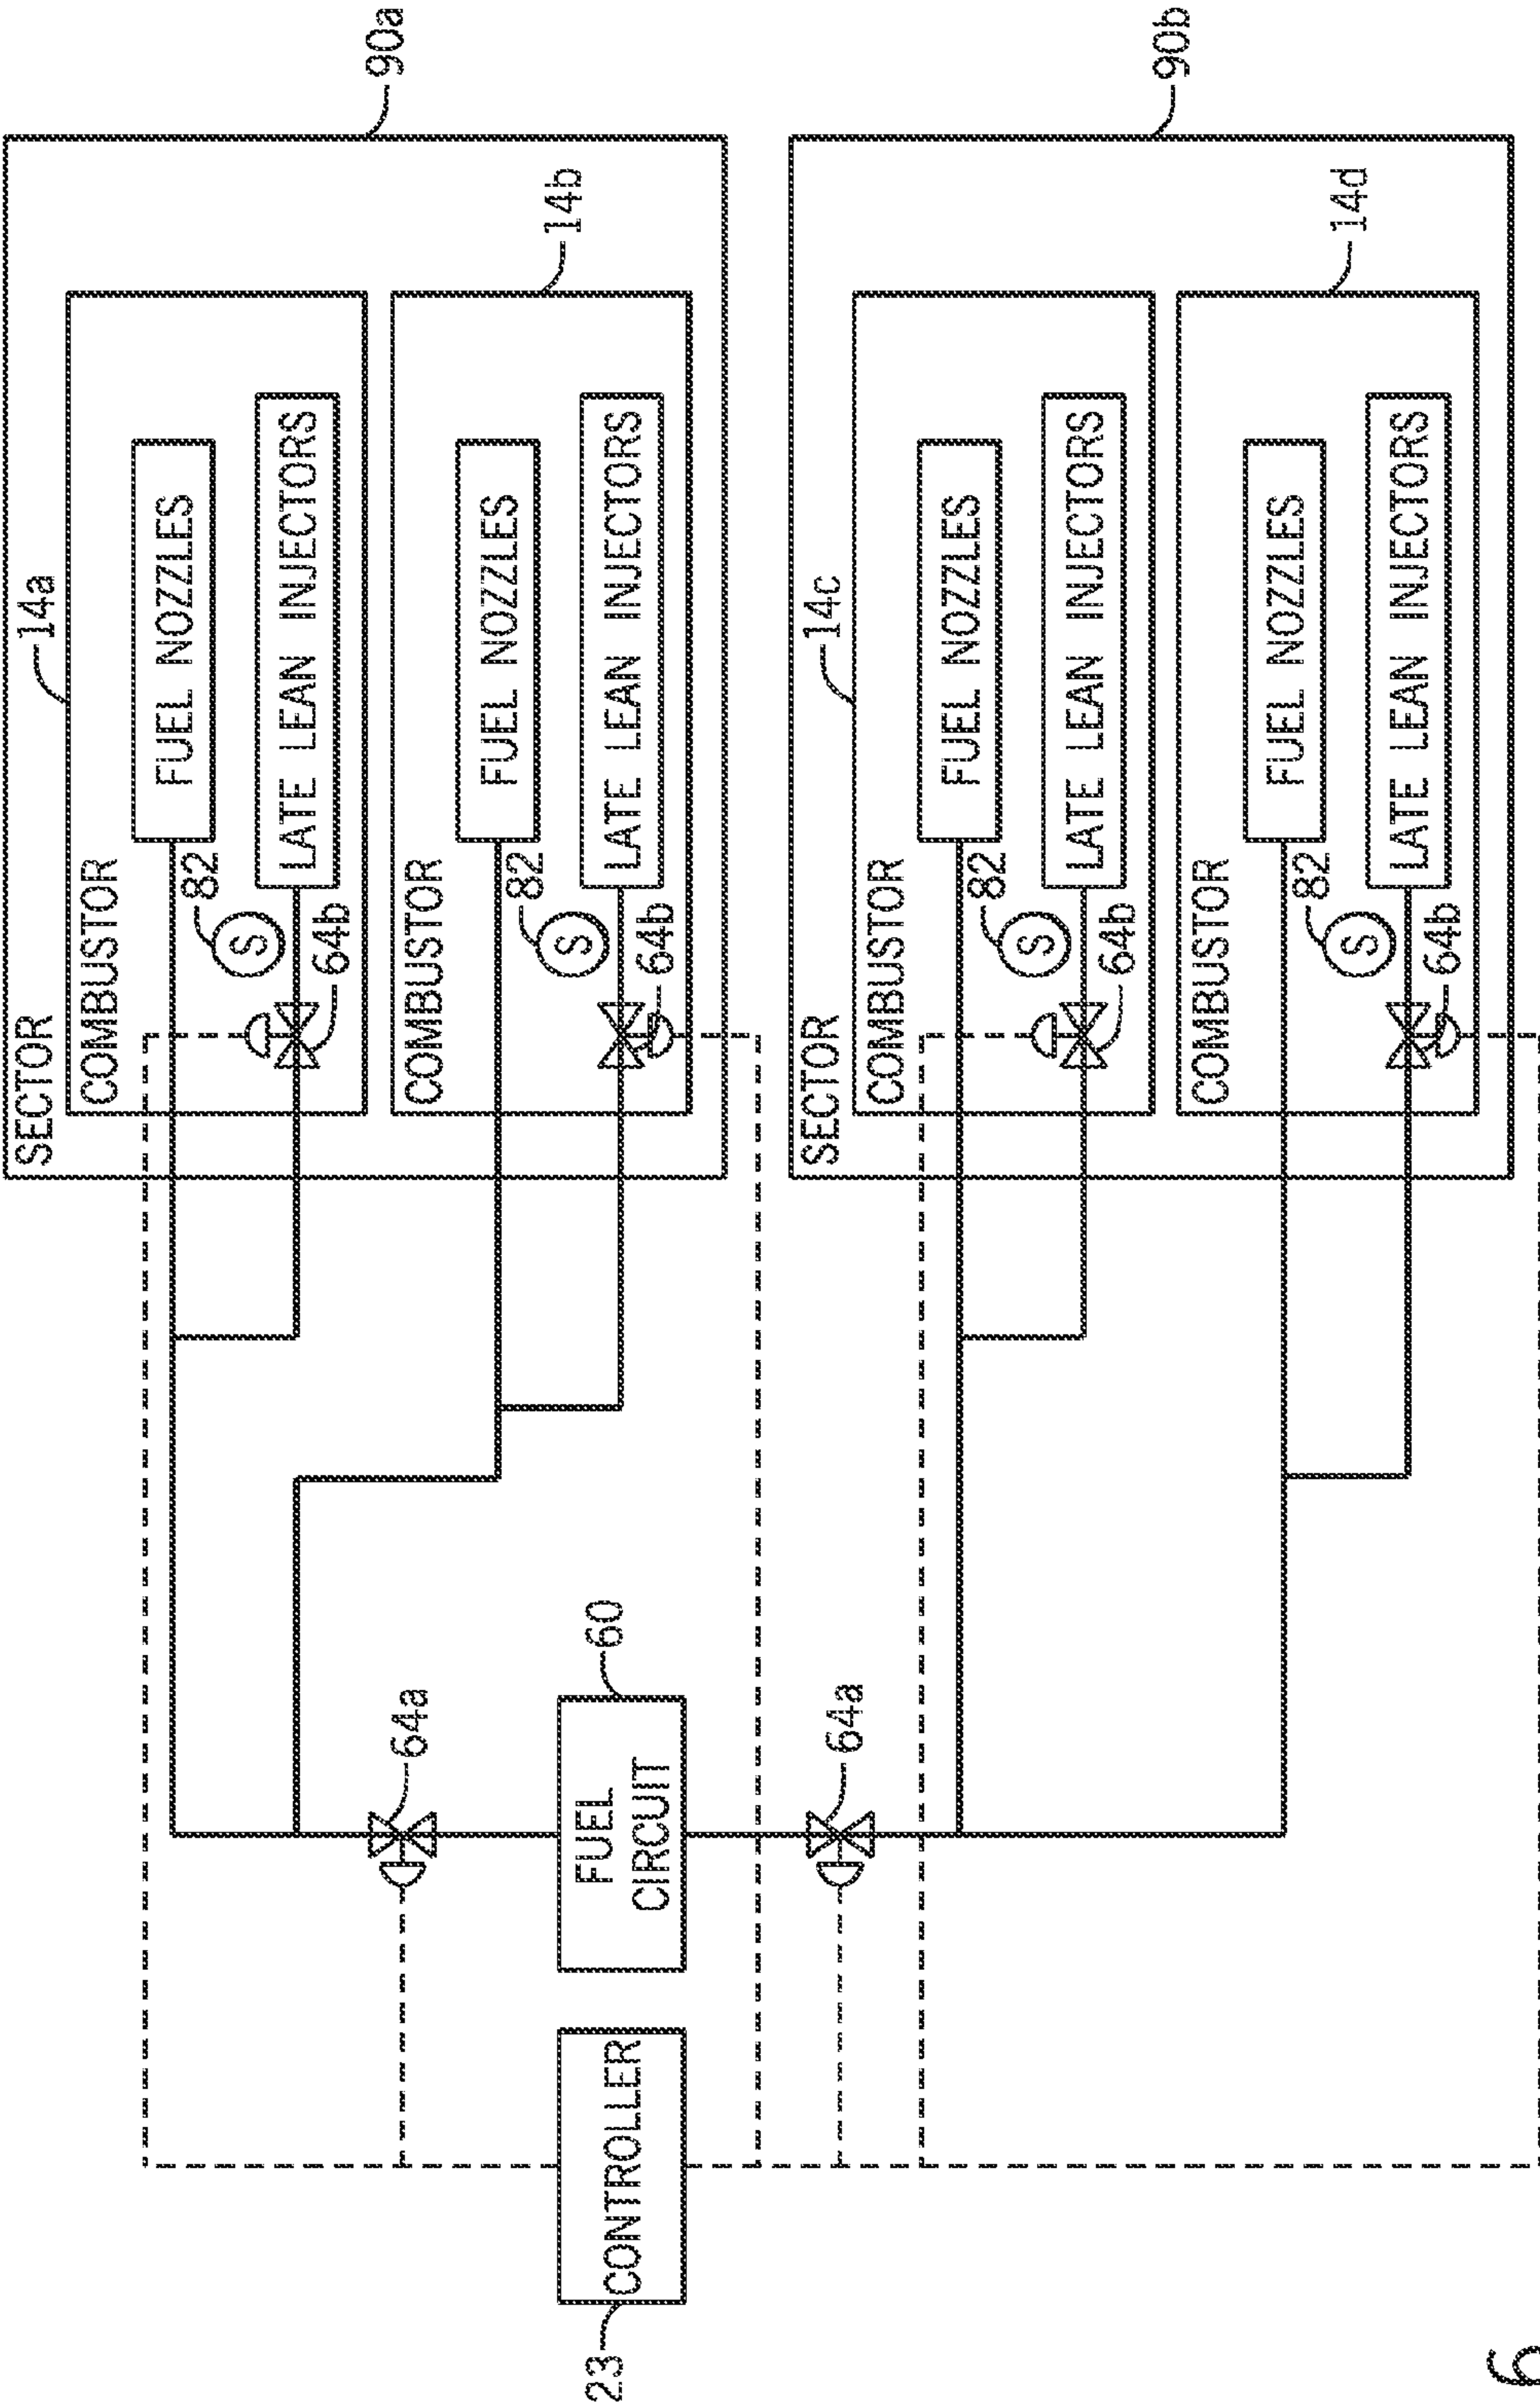 90a
SECTOR
14a
COMBUSTOR
FUEL NOZZLES
82
S
LATE LEAN INJECTORS
64b
14b
COMBUSTOR
FUEL NOZZLES
82
S
LATE LEAN INJECTORS
64b
64a
FUEL
CIRCUIT
60
CONTROLLER
23
64a
90b
SECTOR
14c
COMBUSTOR
FUEL NOZZLES
82
S
LATE LEAN INJECTORS
64b
14d
COMBUSTOR
FUEL NOZZLES
82
S
LATE LEAN INJECTORS
64b
6